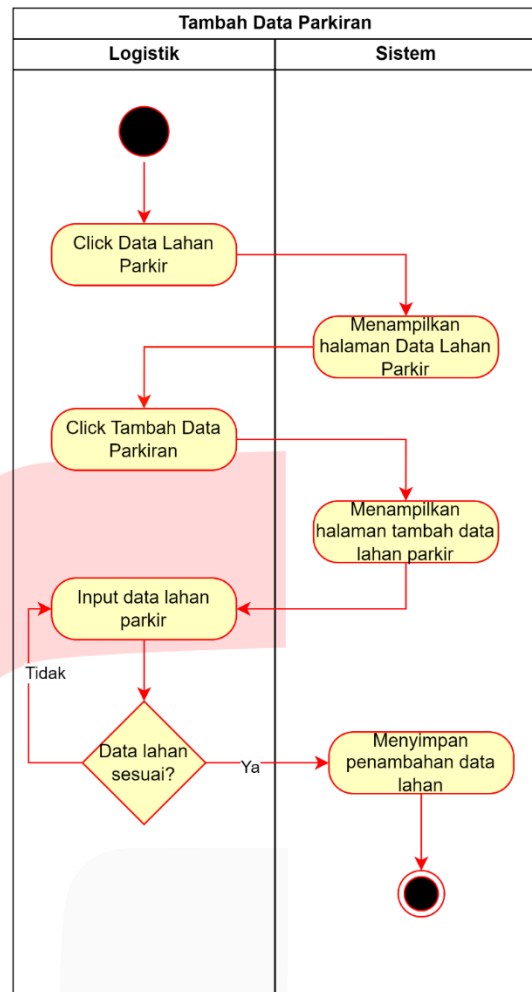 Tambah Data Parkiran
Logistik
Sistem
Click Data Lahan
Parkir
Menampilkan
halaman Data Lahan
Parkir
Click Tambah Data
Parkiran
Menampilkan
halaman tambah data
lahan parkir
Input data lahan
parkir
Tidak
Data lahan
sesuai?
Ya
Menyimpan
penambahan data
lahan